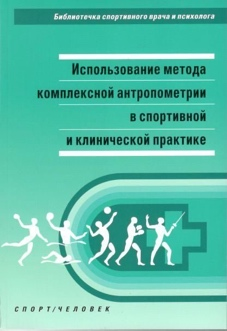 Библиотечка спортивного врача и психолога
Использование метода
комплексной антропометрии
в спортивной
и клинической практике
СПОРТ/ЧЕЛОВЕК